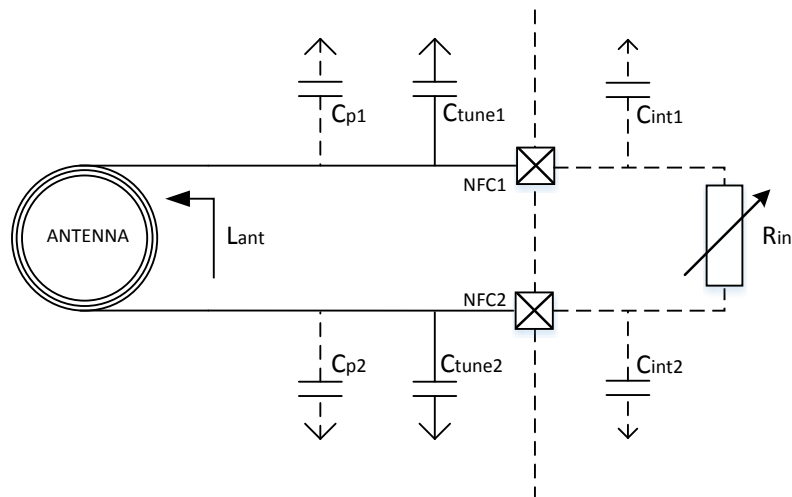 Cp1
Ctune1
Cint1
NFC1
ANTENNA
Lant
Rin
NFC2
Cp2
Ctune2
Cint2